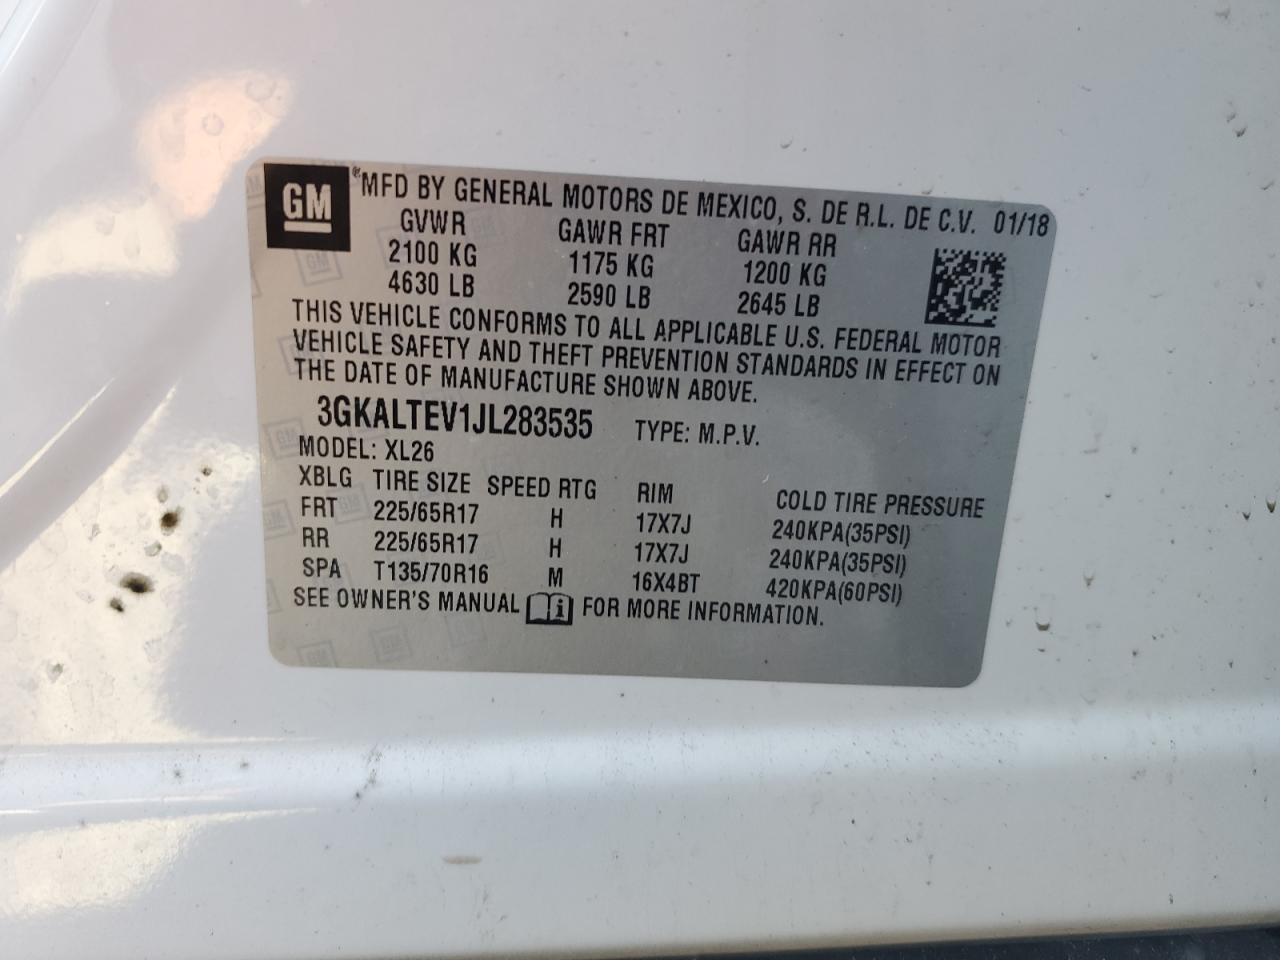 GM ® MFD BY GENERAL MOTORS DE MEXICO, S. DE R.L. DE C.V. 01/18
GVWR GAWR FRT GAWR RR
2100 KG 1175 KG 1200 KG
4630 LB 2590 LB 2645 LB
THIS VEHICLE CONFORMS TO ALL APPLICABLE U.S. FEDERAL MOTOR
VEHICLE SAFETY AND THEFT PREVENTION STANDARDS IN EFFECT ON
THE DATE OF MANUFACTURE SHOWN ABOVE.
3GKALTEV1JL283535 TYPE: M.P.V.
MODEL: XL26
XBLG TIRE SIZE SPEED RTG RIM COLD TIRE PRESSURE
FRT 225/65R17 H 17X7J 240KPA(35PSI)
RR 225/65R17 H 17X7J 240KPA(35PSI)
SPA T135/70R16 M 16X4BT 420KPA(60PSI)
SEE OWNER'S MANUAL i FOR MORE INFORMATION.